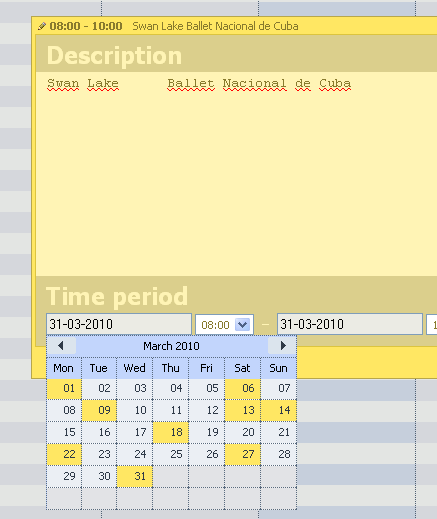 08:00 - 10:00 Swan Lake Ballet Nacional de Cuba
Description
Swan Lake Ballet Nacional de Cuba
Time period
31-03-2010 08:00 – 31-03-2010 1
March 2010
Mon Tue Wed Thu Fri Sat Sun
01 02 03 04 05 06 07
08 09 10 11 12 13 14
15 16 17 18 19 20 21
22 23 24 25 26 27 28
29 30 31